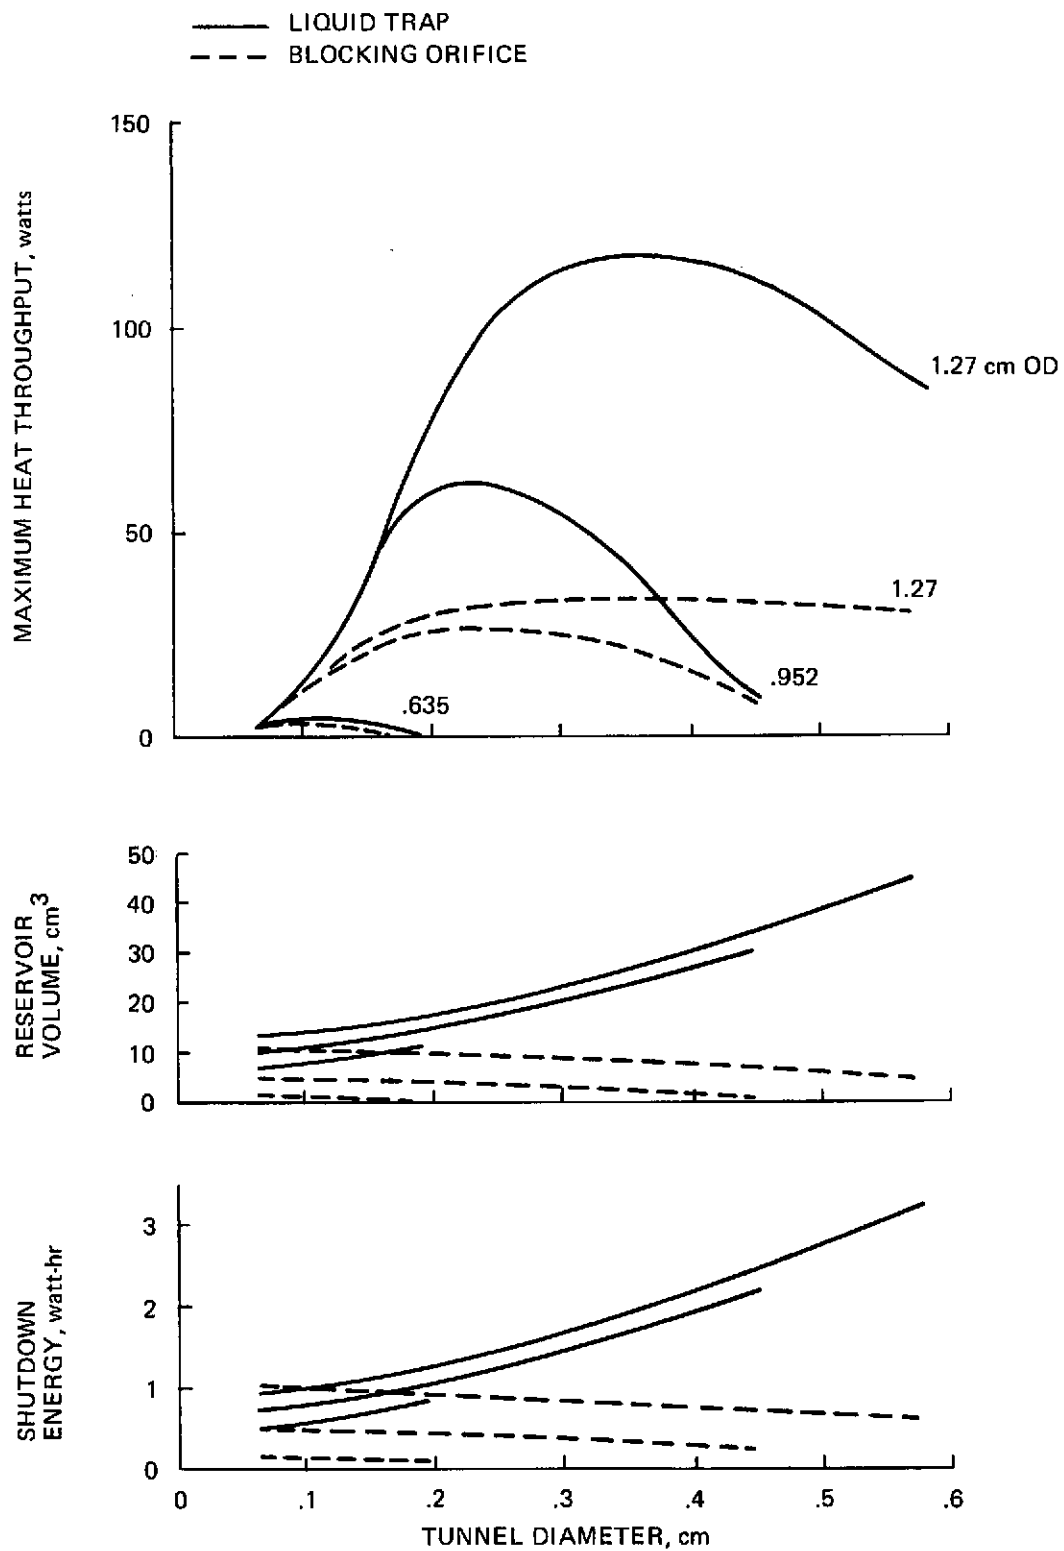 LIQUID TRAP
BLOCKING ORIFICE
MAXIMUM HEAT THROUGHPUT, watts
150
100
50
0
1.27 cm OD
1.27
.952
.635
RESERVOIR
VOLUME, cm³
50
40
30
20
10
0
SHUTDOWN
ENERGY, watt-hr
3
2
1
0
0
.1
.2
.3
.4
.5
.6
TUNNEL DIAMETER, cm